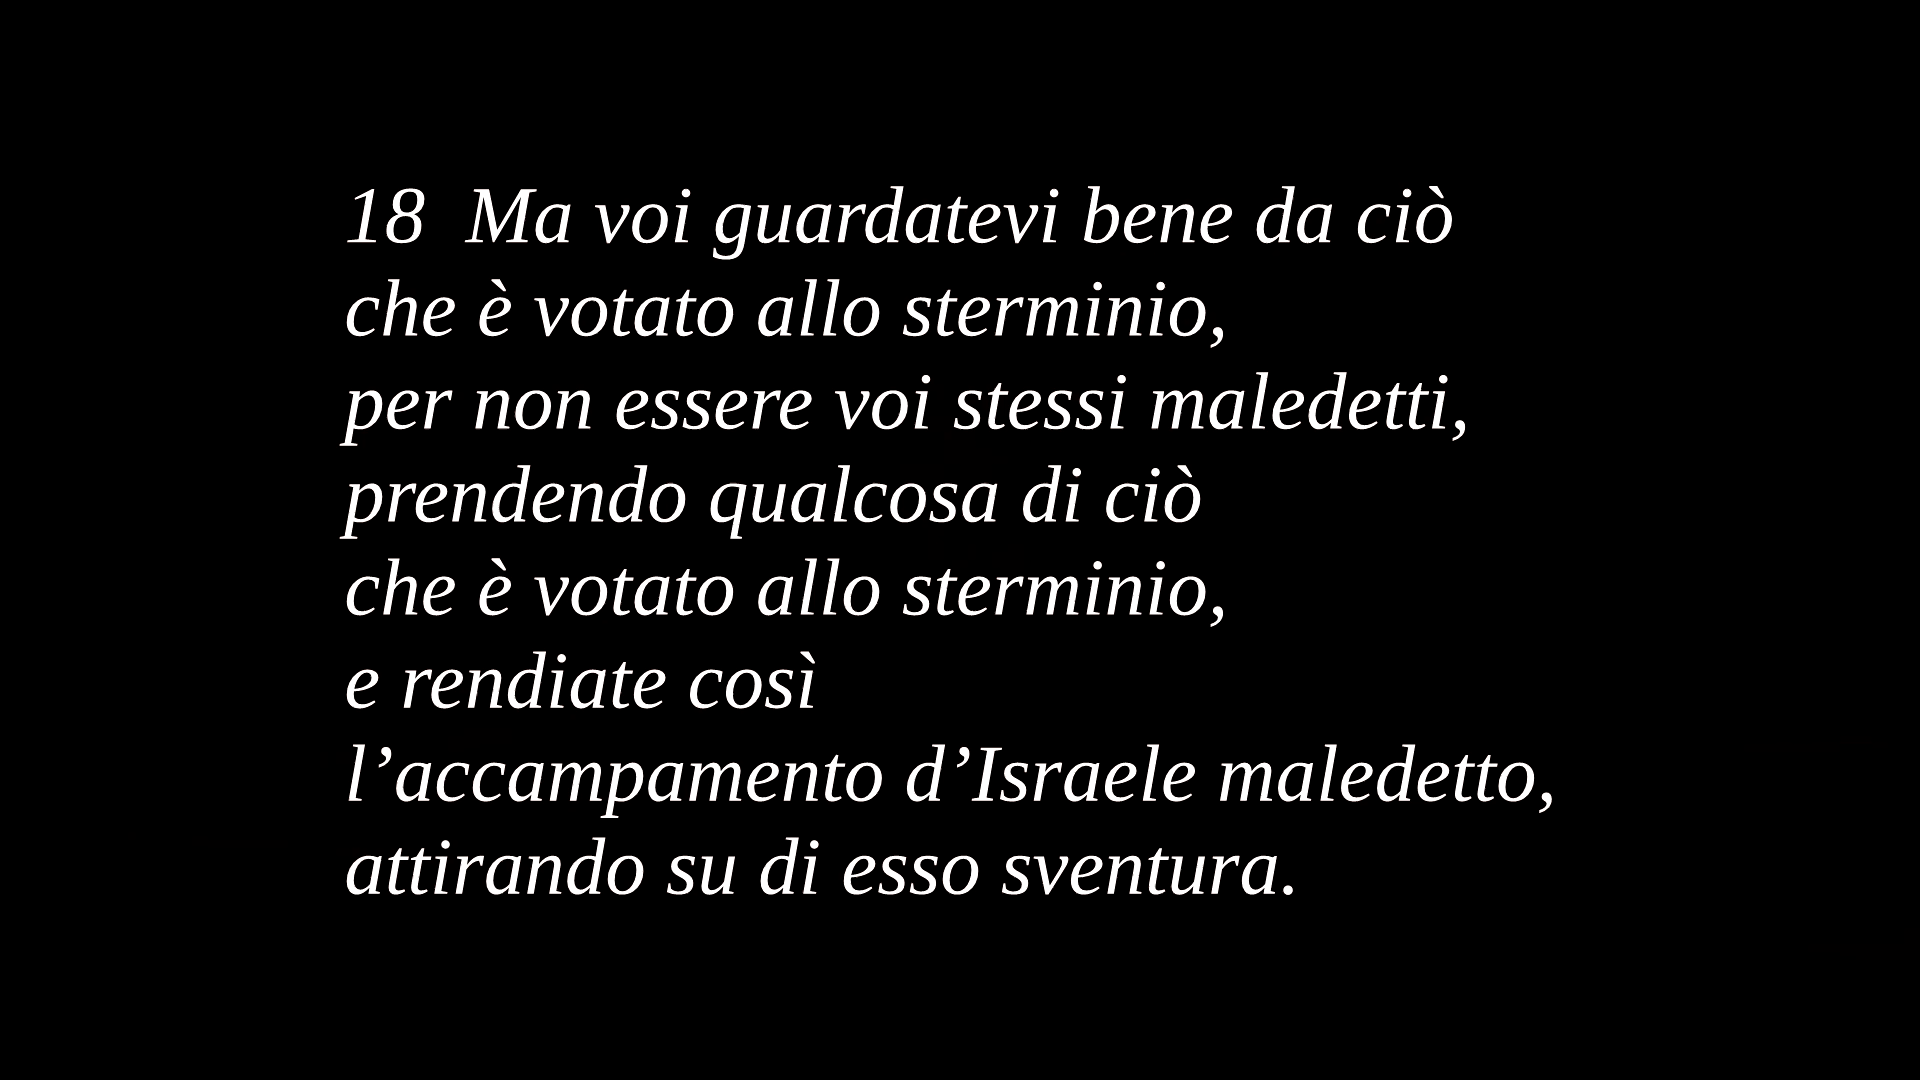 18  Ma voi guardatevi bene da ciò
che è votato allo sterminio,
per non essere voi stessi maledetti,
prendendo qualcosa di ciò
che è votato allo sterminio,
e rendiate così
l’accampamento d’Israele maledetto,
attirando su di esso sventura.